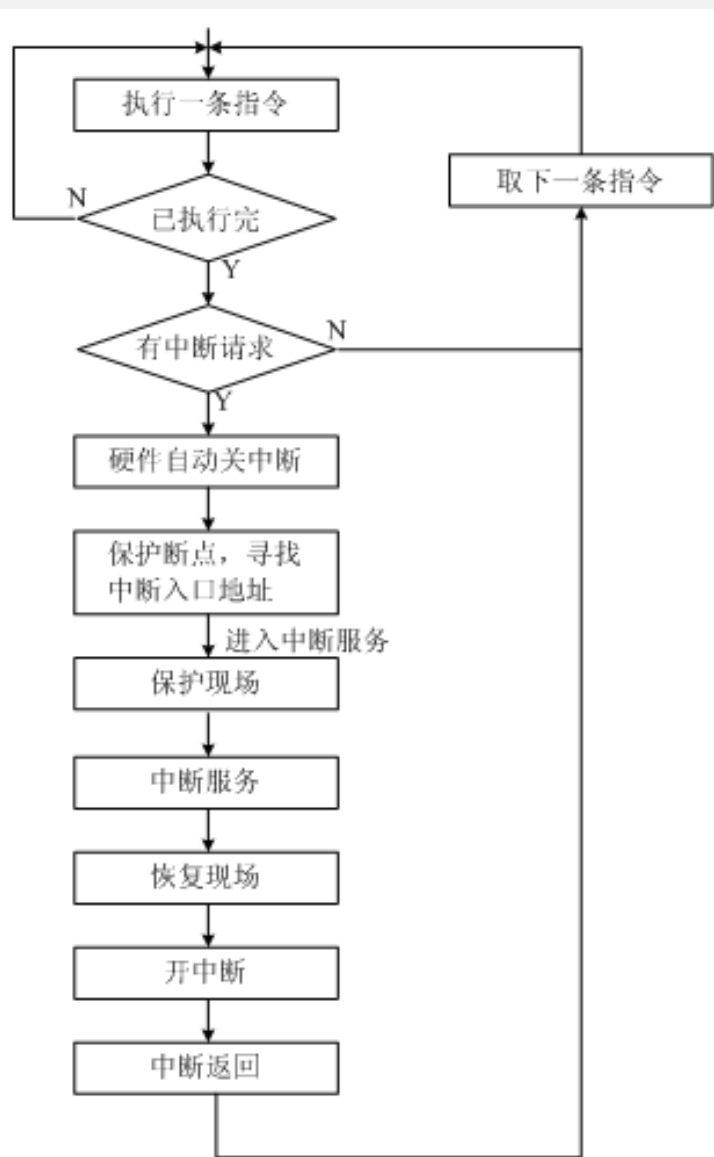 执行一条指令
取下一条指令
N
已执行完
Y
有中断请求
N
Y
硬件自动关中断
保护断点，寻找
中断入口地址
进入中断服务
保护现场
中断服务
恢复现场
开中断
中断返回